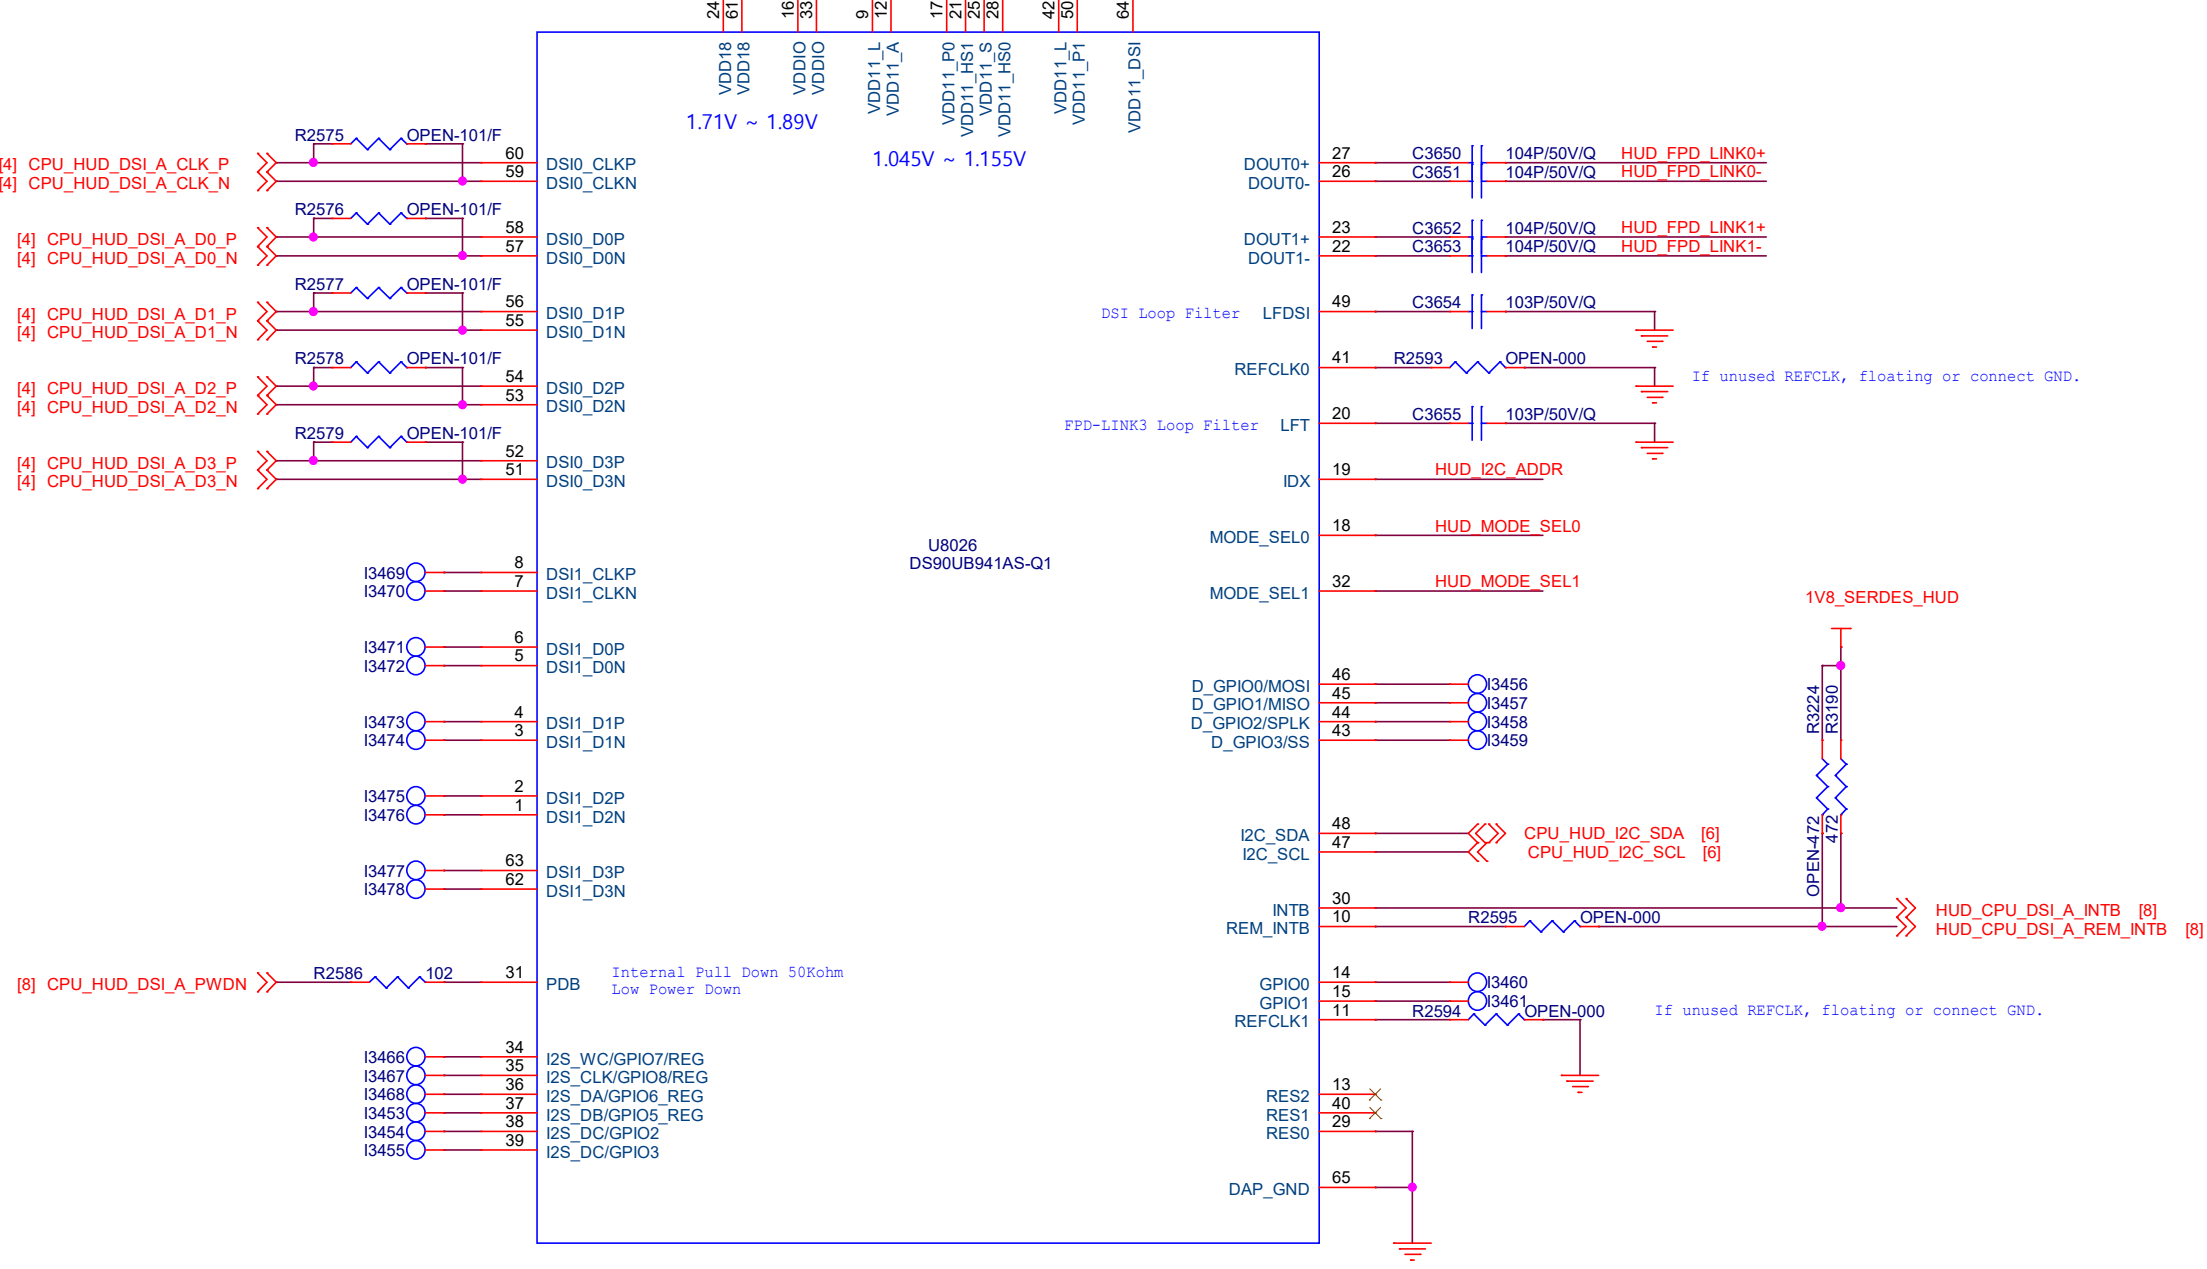 24 61 16 33 9 12 17 21 25 28 42 50 64
VDD18 VDD18 VDDIO VDDIO VDD11_L VDD11_A VDD11_P0 VDD11_HS1 VDD11_S VDD11_HS0 VDD11_L VDD11_P1 VDD11_DSI
1.71V ~ 1.89V
1.045V ~ 1.155V
R2575 OPEN-101/F
[4] CPU_HUD_DSI_A_CLK_P 60 DSI0_CLKP
[4] CPU_HUD_DSI_A_CLK_N 59 DSI0_CLKN
R2576 OPEN-101/F
[4] CPU_HUD_DSI_A_D0_P 58 DSI0_D0P
[4] CPU_HUD_DSI_A_D0_N 57 DSI0_D0N
R2577 OPEN-101/F
[4] CPU_HUD_DSI_A_D1_P 56 DSI0_D1P
[4] CPU_HUD_DSI_A_D1_N 55 DSI0_D1N
R2578 OPEN-101/F
[4] CPU_HUD_DSI_A_D2_P 54 DSI0_D2P
[4] CPU_HUD_DSI_A_D2_N 53 DSI0_D2N
R2579 OPEN-101/F
[4] CPU_HUD_DSI_A_D3_P 52 DSI0_D3P
[4] CPU_HUD_DSI_A_D3_N 51 DSI0_D3N
I3469 8 DSI1_CLKP
I3470 7 DSI1_CLKN
I3471 6 DSI1_D0P
I3472 5 DSI1_D0N
I3473 4 DSI1_D1P
I3474 3 DSI1_D1N
I3475 2 DSI1_D2P
I3476 1 DSI1_D2N
I3477 63 DSI1_D3P
I3478 62 DSI1_D3N
[8] CPU_HUD_DSI_A_PWDN R2586 102 31 PDB
Internal Pull Down 50Kohm
Low Power Down
I3466 34 I2S_WC/GPIO7/REG
I3467 35 I2S_CLK/GPIO8/REG
I3468 36 I2S_DA/GPIO6_REG
I3453 37 I2S_DB/GPIO5_REG
I3454 38 I2S_DC/GPIO2
I3455 39 I2S_DC/GPIO3
U8026
DS90UB941AS-Q1
DOUT0+ 27 C3650 104P/50V/Q HUD_FPD_LINK0+
DOUT0- 26 C3651 104P/50V/Q HUD_FPD_LINK0-
DOUT1+ 23 C3652 104P/50V/Q HUD_FPD_LINK1+
DOUT1- 22 C3653 104P/50V/Q HUD_FPD_LINK1-
DSI Loop Filter LFDSI 49 C3654 103P/50V/Q
REFCLK0 41 R2593 OPEN-000
If unused REFCLK, floating or connect GND.
FPD-LINK3 Loop Filter LFT 20 C3655 103P/50V/Q
IDX 19 HUD_I2C_ADDR
MODE_SEL0 18 HUD_MODE_SEL0
MODE_SEL1 32 HUD_MODE_SEL1
1V8_SERDES_HUD
R3224 OPEN-472
R3190 472
D_GPIO0/MOSI 46 I3456
D_GPIO1/MISO 45 I3457
D_GPIO2/SPLK 44 I3458
D_GPIO3/SS 43 I3459
I2C_SDA 48 CPU_HUD_I2C_SDA [6]
I2C_SCL 47 CPU_HUD_I2C_SCL [6]
INTB 30 HUD_CPU_DSI_A_INTB [8]
REM_INTB 10 R2595 OPEN-000 HUD_CPU_DSI_A_REM_INTB [8]
GPIO0 14 I3460
GPIO1 15 I3461
REFCLK1 11 R2594 OPEN-000
If unused REFCLK, floating or connect GND.
RES2 13
RES1 40
RES0 29
DAP_GND 65